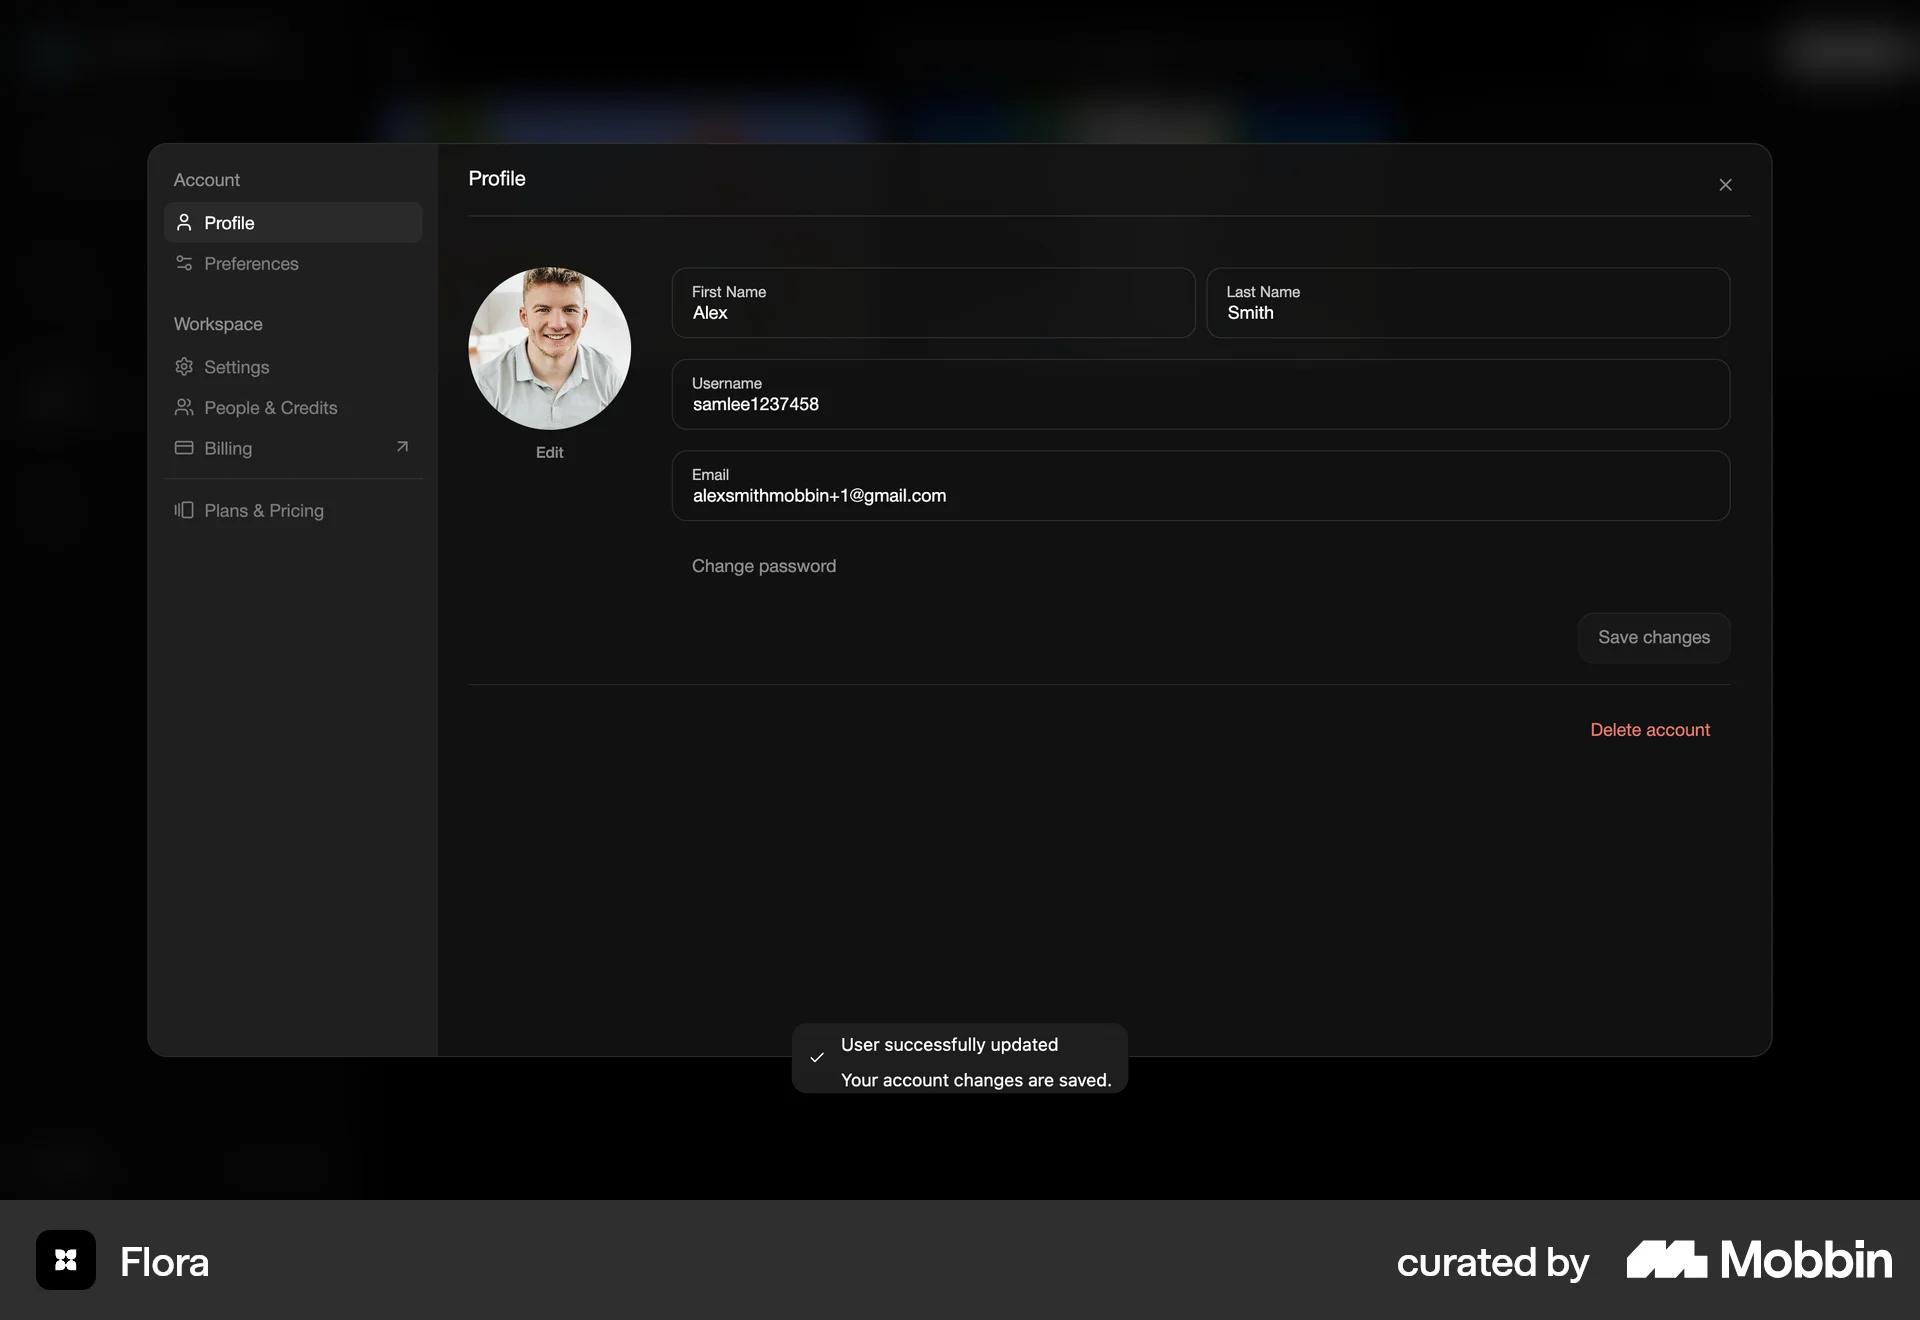 Account
Profile
Preferences
Workspace
Settings
People & Credits
Billing
Plans & Pricing
Profile
Edit
First Name
Alex
Last Name
Smith
Username
samlee1237458
Email
alexsmithmobbin+1@gmail.com
Change password
Save changes
Delete account
User successfully updated
Your account changes are saved.
Flora
curated by Mobbin